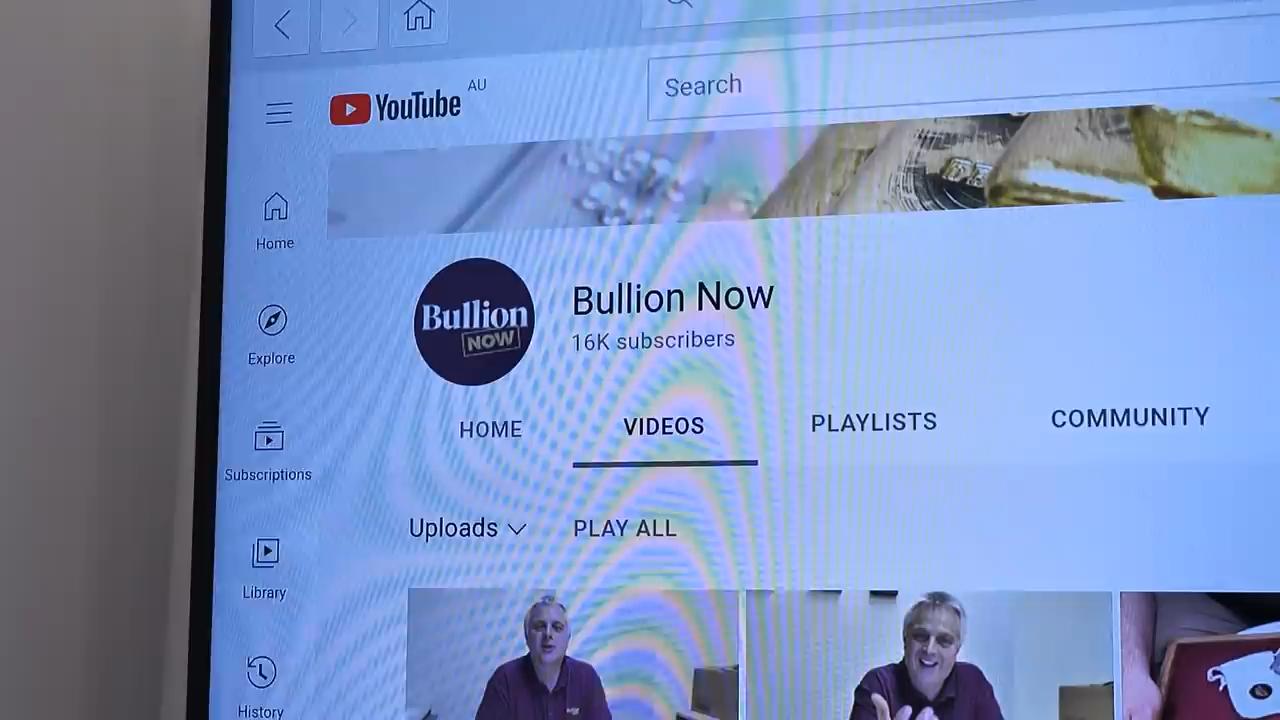 YouTube AU
Search
Home
Explore
Subscriptions
Library
History
Bullion
NOW
Bullion Now
16K subscribers
HOME VIDEOS PLAYLISTS COMMUNITY
Uploads PLAY ALL